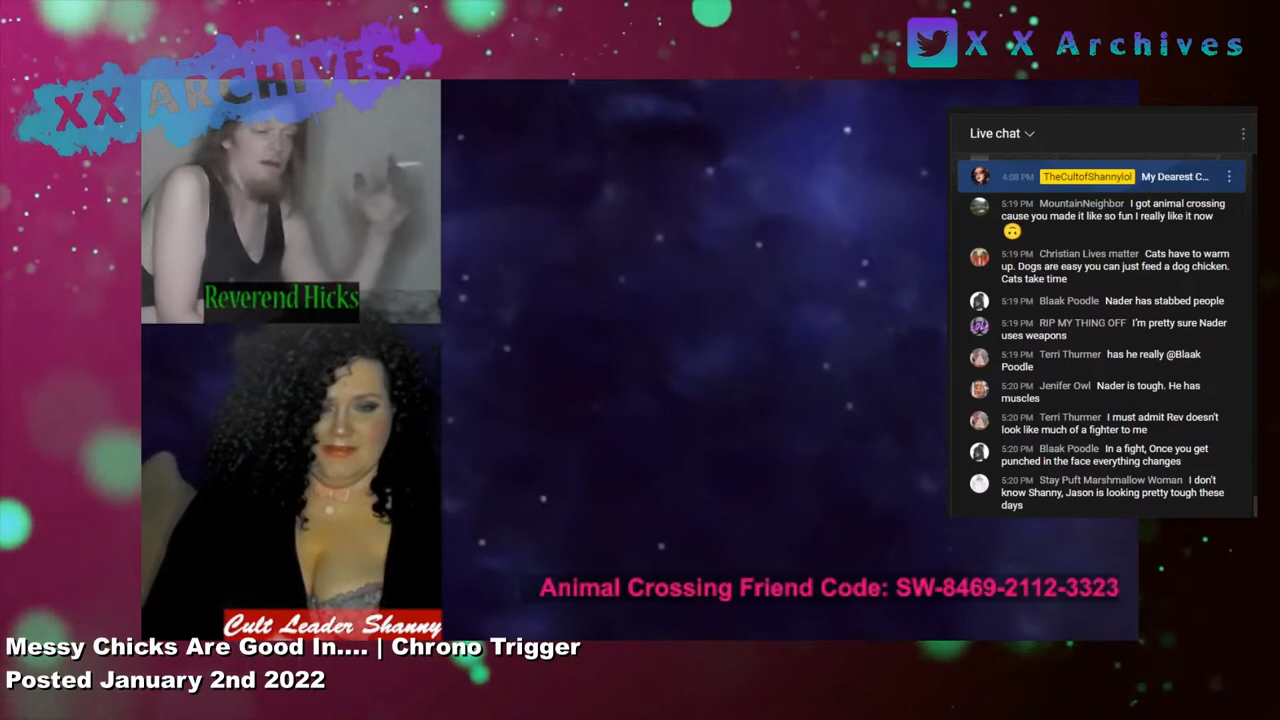 XX ARCHIVES
X X Archives
Live chat
4:08 PM TheCultofShannylol My Dearest C...
5:19 PM MountainNeighbor I got animal crossing
cause you made it like so fun I really like it now
5:19 PM Christian Lives matter Cats have to warm
up. Dogs are easy you can just feed a dog chicken.
Cats take time
5:19 PM Blaak Poodle Nader has stabbed people
5:19 PM RIP MY THING OFF I'm pretty sure Nader
uses weapons
5:19 PM Terri Thurmer has he really @Blaak
Poodle
5:20 PM Jenifer Owl Nader is tough. He has
muscles
5:20 PM Terri Thurmer I must admit Rev doesn't
look like much of a fighter to me
5:20 PM Blaak Poodle In a fight, Once you get
punched in the face everything changes
5:20 PM Stay Puft Marshmallow Woman I don't
know Shanny, Jason is looking pretty tough these
days
Reverend Hicks
Animal Crossing Friend Code: SW-8469-2112-3323
Cult Leader Shanny
Messy Chicks Are Good In.... | Chrono Trigger
Posted January 2nd 2022